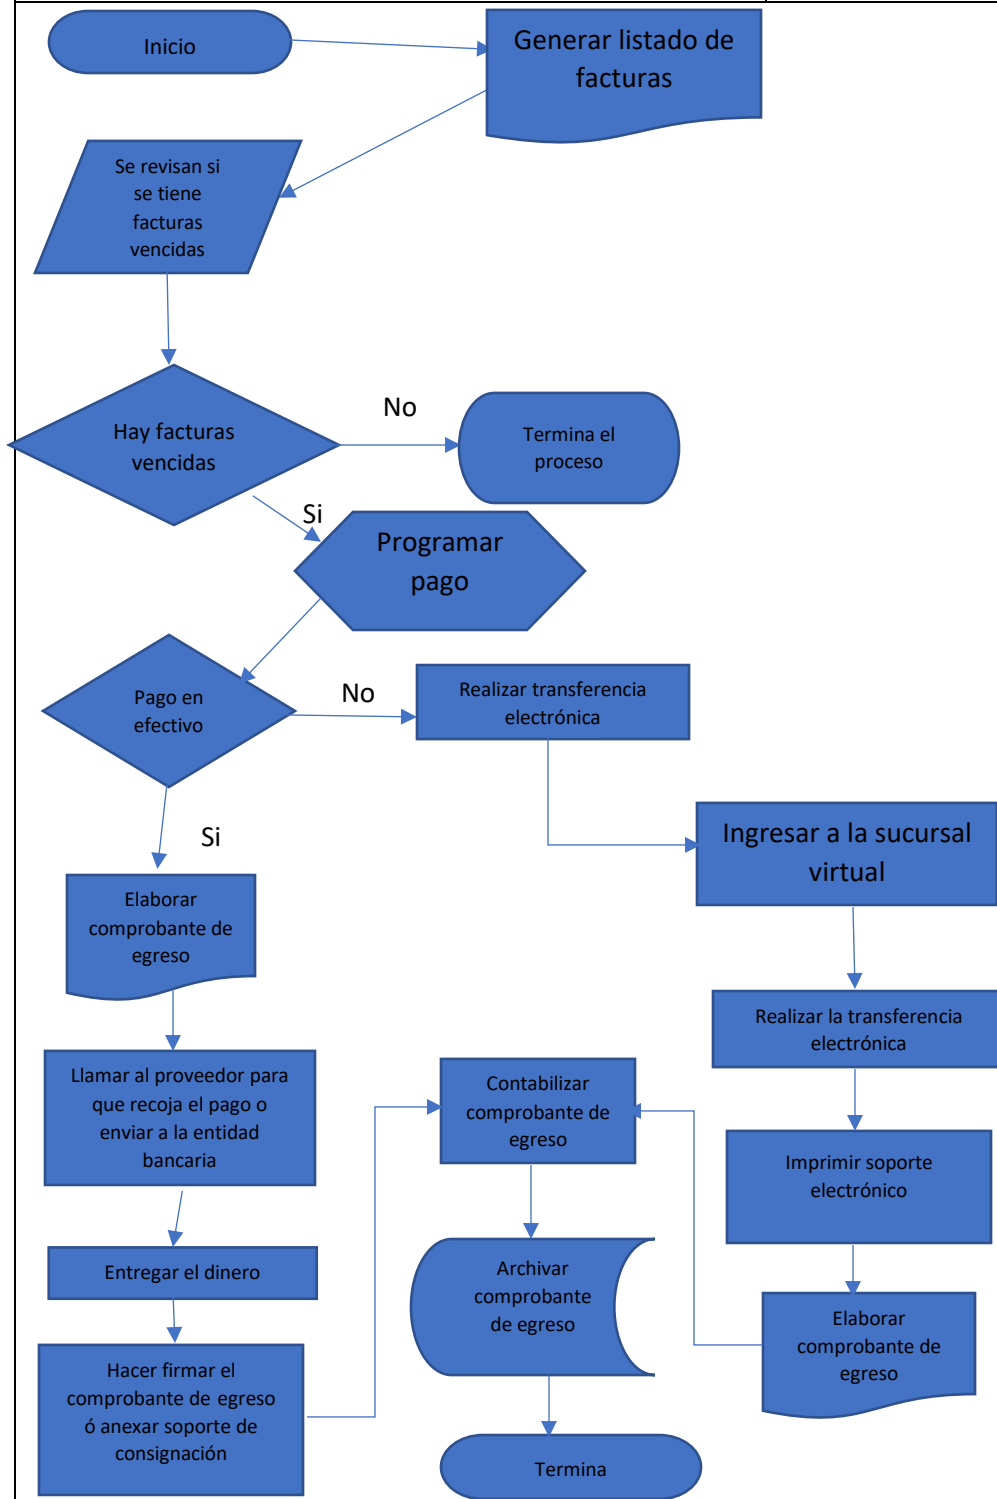 Inicio
Generar listado de
facturas
Se revisan si
se tiene
facturas
vencidas
Hay facturas
vencidas
No
Termina el
proceso
Si
Programar
pago
Pago en
efectivo
No
Realizar transferencia
electrónica
Si
Ingresar a la sucursal
virtual
Elaborar
comprobante de
egreso
Realizar la transferencia
electrónica
Llamar al proveedor para
que recoja el pago o
enviar a la entidad
bancaria
Contabilizar
comprobante de
egreso
Imprimir soporte
electrónico
Entregar el dinero
Archivar
comprobante
de egreso
Elaborar
comprobante de
egreso
Hacer firmar el
comprobante de egreso
ó anexar soporte de
consignación
Termina